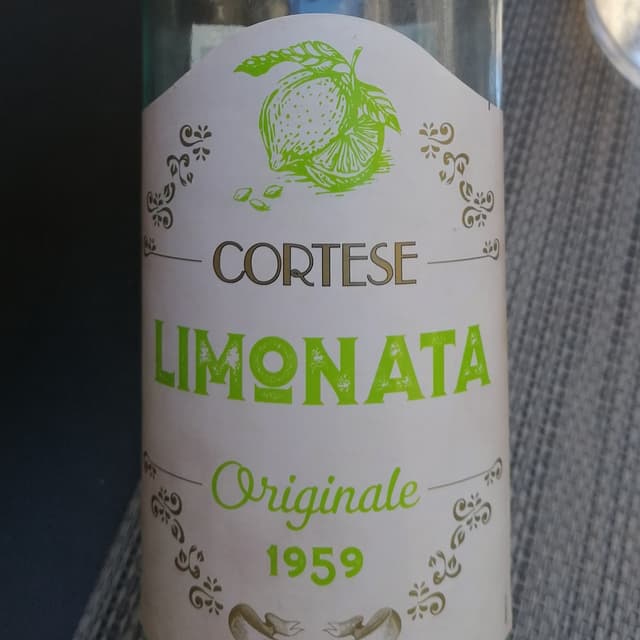 CORTESE
LIMONATA
Originale
1959